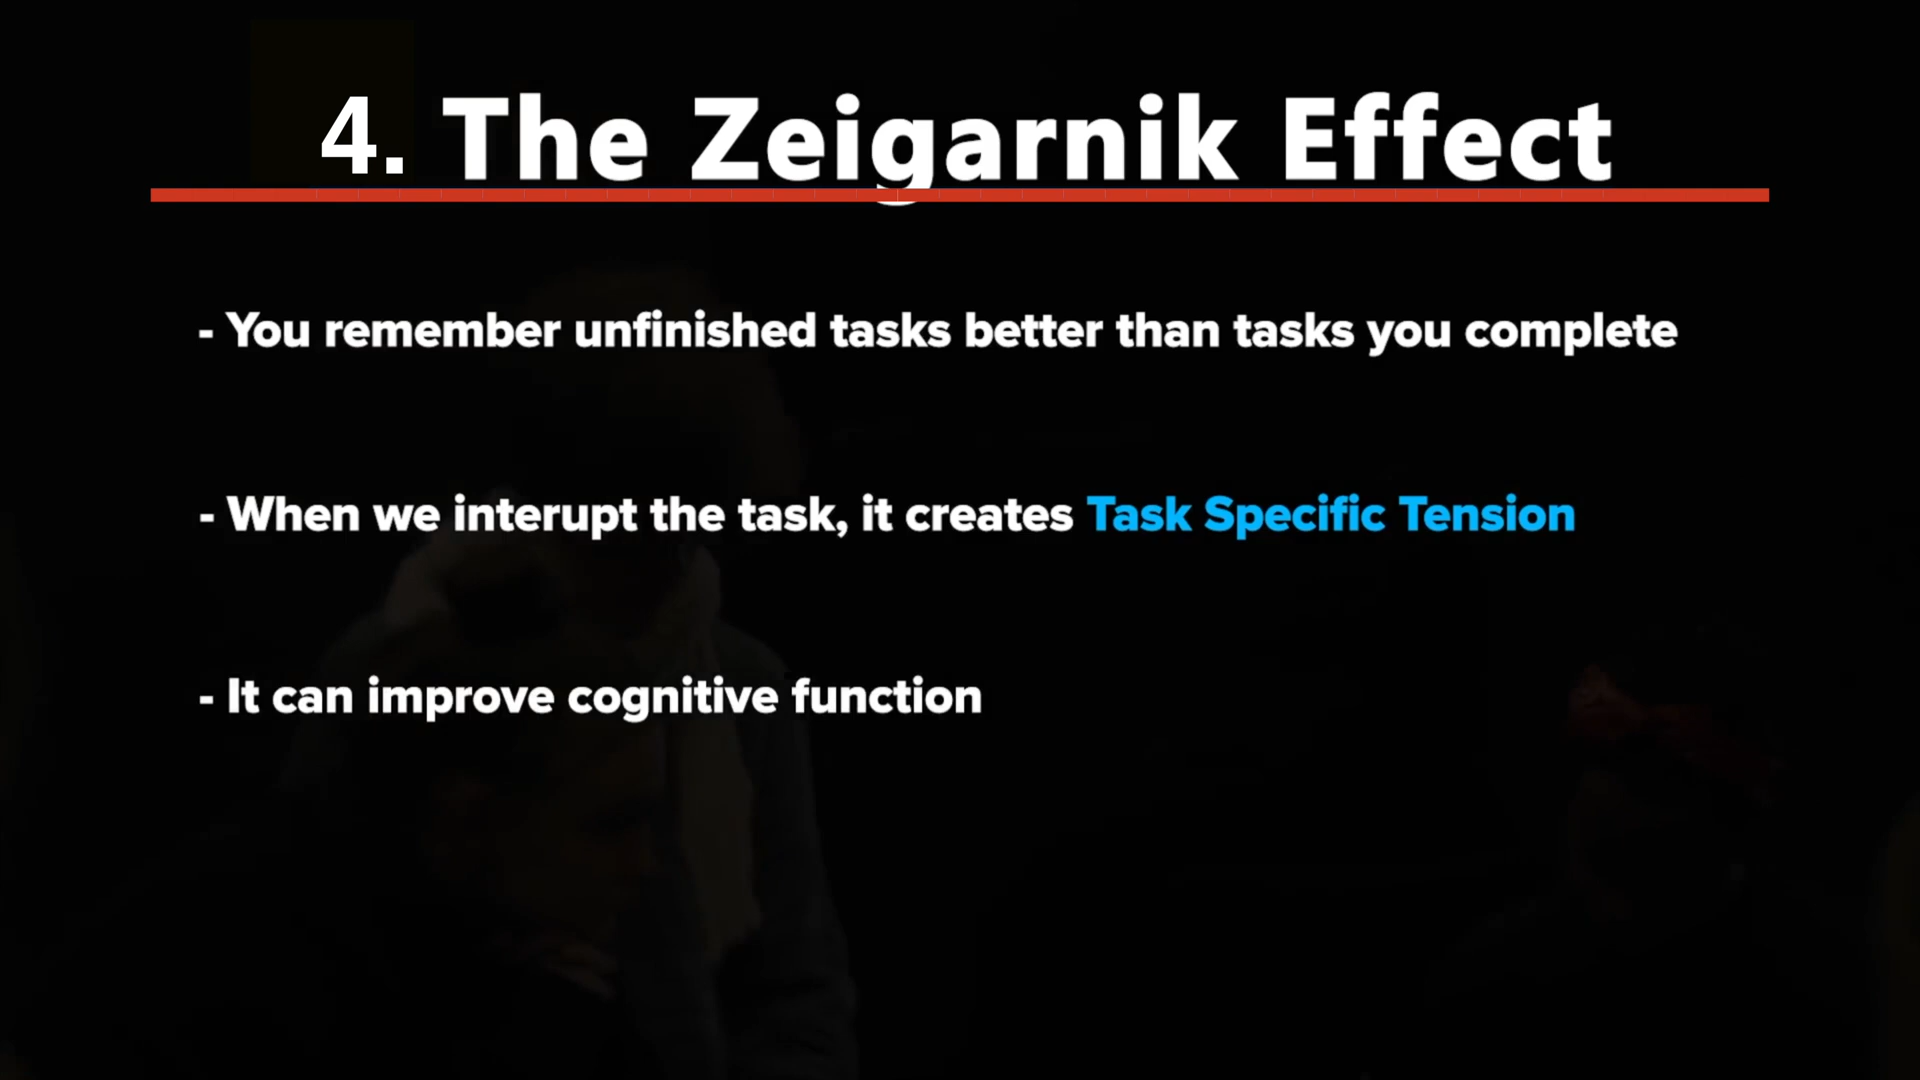 4. The Zeigarnik Effect
- You remember unfinished tasks better than tasks you complete
- When we interupt the task, it creates Task Specific Tension
- It can improve cognitive function